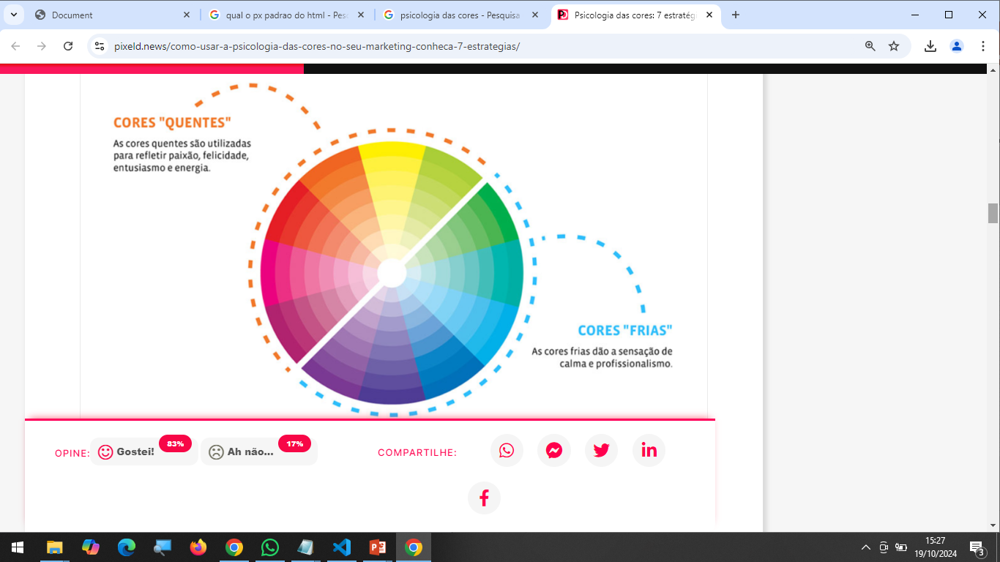 Document
qual o px padrao do html - Pesq
psicologia das cores - Pesquisa
Psicologia das cores: 7 estratégi
pixeld.news/como-usar-a-psicologia-das-cores-no-seu-marketing-conheca-7-estrategias/
CORES "QUENTES"
As cores quentes são utilizadas
para refletir paixão, felicidade,
entusiasmo e energia.
CORES "FRIAS"
As cores frias dão a sensação de
calma e profissionalismo.
OPINE:
Gostei!
83%
Ah não...
17%
COMPARTILHE:
15:27
19/10/2024
3